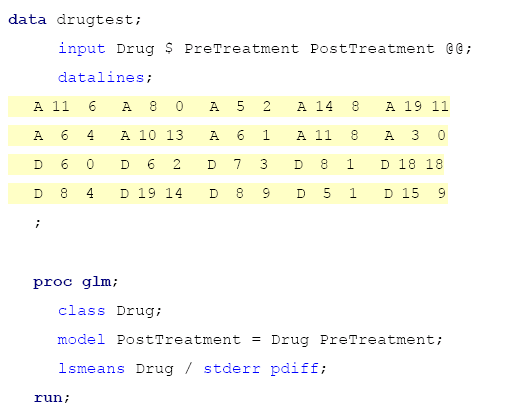 data drugtest;
input Drug $ PreTreatment PostTreatment @@;
datalines;
A 11 6 A 8 0 A 5 2 A 14 8 A 19 11
A 6 4 A 10 13 A 6 1 A 11 8 A 3 0
D 6 0 D 6 2 D 7 3 D 8 1 D 18 18
D 8 4 D 19 14 D 8 9 D 5 1 D 15 9
;
proc glm;
class Drug;
model PostTreatment = Drug PreTreatment;
lsmeans Drug / stderr pdiff;
run;